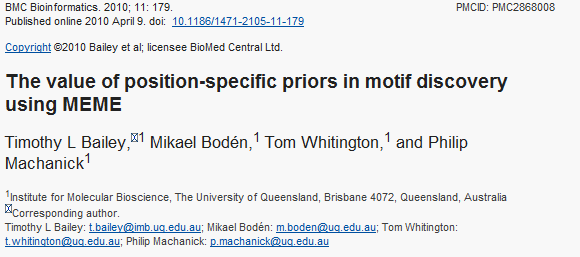 BMC Bioinformatics. 2010; 11: 179. PMCID: PMC2868008
Published online 2010 April 9. doi: 10.1186/1471-2105-11-179
Copyright ©2010 Bailey et al; licensee BioMed Central Ltd.
The value of position-specific priors in motif discovery
using MEME
Timothy L Bailey,1 Mikael Bodén,1 Tom Whitington,1 and Philip
Machanick1
1Institute for Molecular Bioscience, The University of Queensland, Brisbane 4072, Queensland, Australia
Corresponding author.
Timothy L Bailey: t.bailey@imb.uq.edu.au; Mikael Bodén: m.boden@uq.edu.au; Tom Whitington:
t.whitington@uq.edu.au; Philip Machanick: p.machanick@uq.edu.au